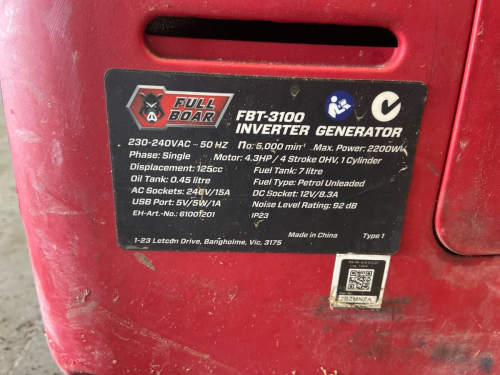 FULL
BOAR
FBT-3100
INVERTER GENERATOR
230-240VAC ~ 50 HZ no: 5,000 min⁻¹ Max. Power: 2200W
Phase: Single Motor: 4.3HP / 4 Stroke OHV, 1 Cylinder
Displacement: 125cc Fuel Tank: 7 litre
Oil Tank: 0.45 litre Fuel Type: Petrol Unleaded
AC Sockets: 240V/15A DC Socket: 12V/8.3A
USB Port: 5V/5W/1A Noise Level Rating: 92 dB
EH-Art.-No.: 61001201 IP23
1-23 Letcon Drive, Bangholme, Vic. 3175 Made in China Type 1